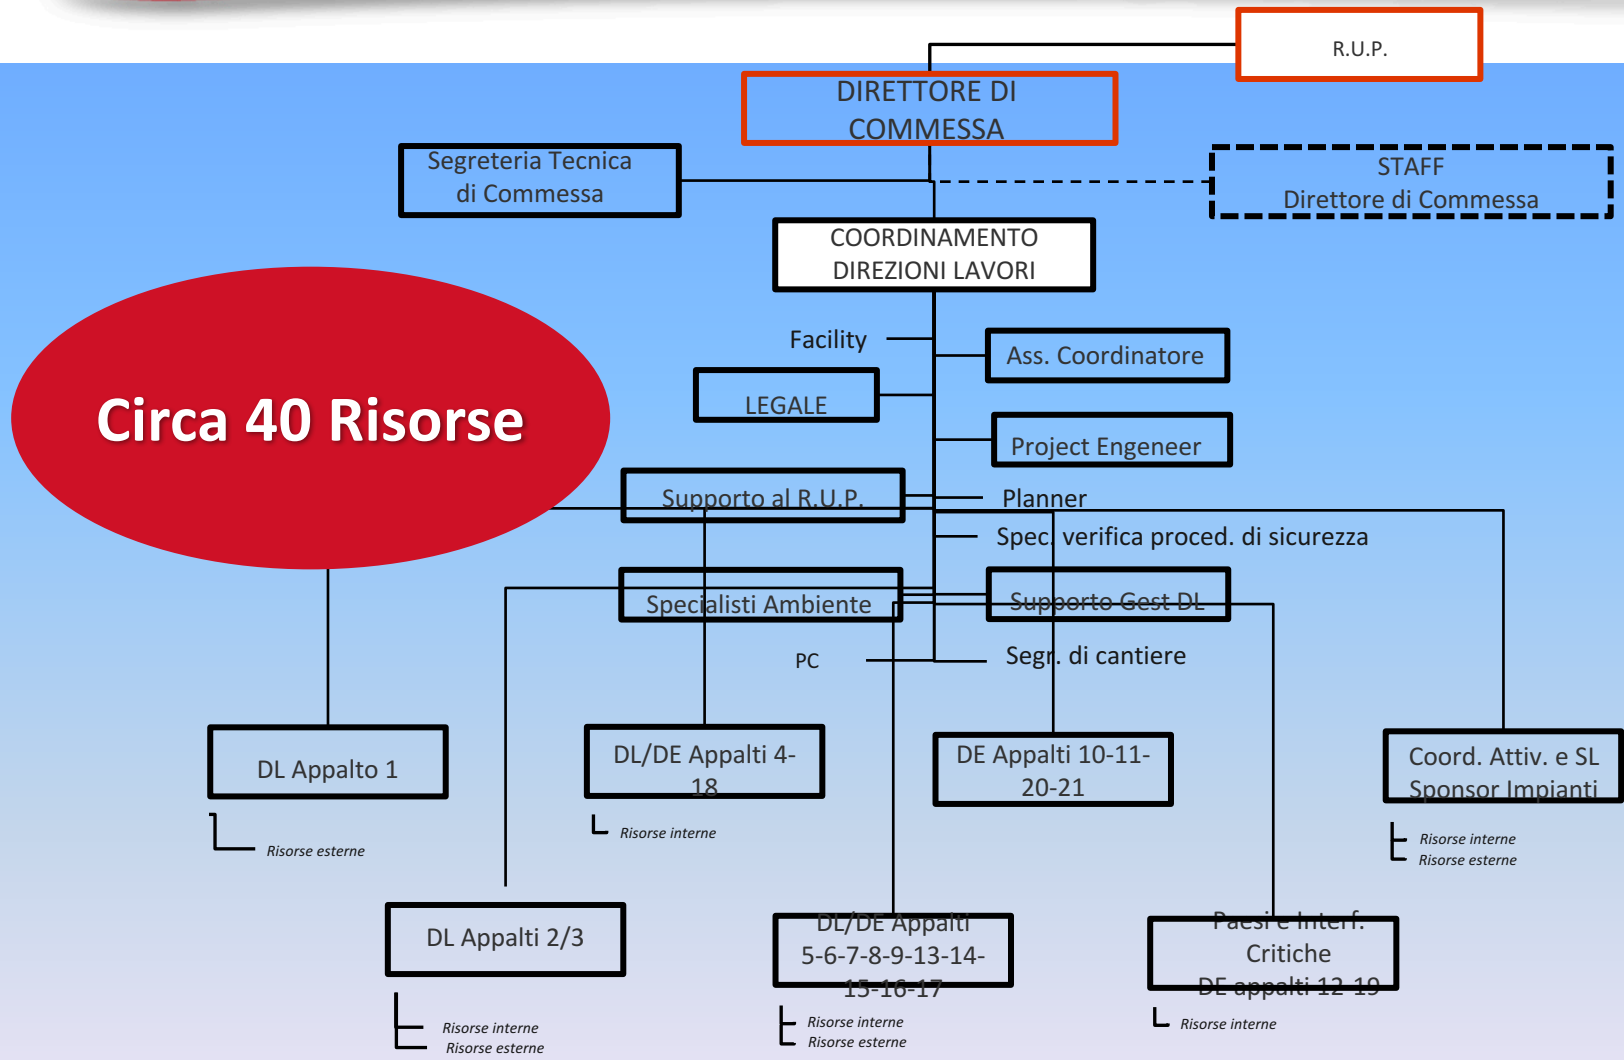 R.U.P.
DIRETTORE DI
COMMESSA
Segreteria Tecnica
di Commessa
STAFF
Direttore di Commessa
COORDINAMENTO
DIREZIONI LAVORI
Facility
Ass. Coordinatore
LEGALE
Circa 40 Risorse
Project Engeneer
Supporto al R.U.P.
Planner
Spec. verifica proced. di sicurezza
Specialisti Ambiente
Supporto Gest DL
PC
Segr. di cantiere
DL Appalto 1
Risorse esterne
DL/DE Appalti 4-
18
Risorse interne
DE Appalti 10-11-
20-21
Coord. Attiv. e SL
Sponsor Impianti
Risorse interne
Risorse esterne
DL Appalti 2/3
Risorse interne
Risorse esterne
DL/DE Appalti
5-6-7-8-9-13-14-
15-16-17
Risorse interne
Risorse esterne
Paesi e Interf.
Critiche
DE appalti 12-19
Risorse interne